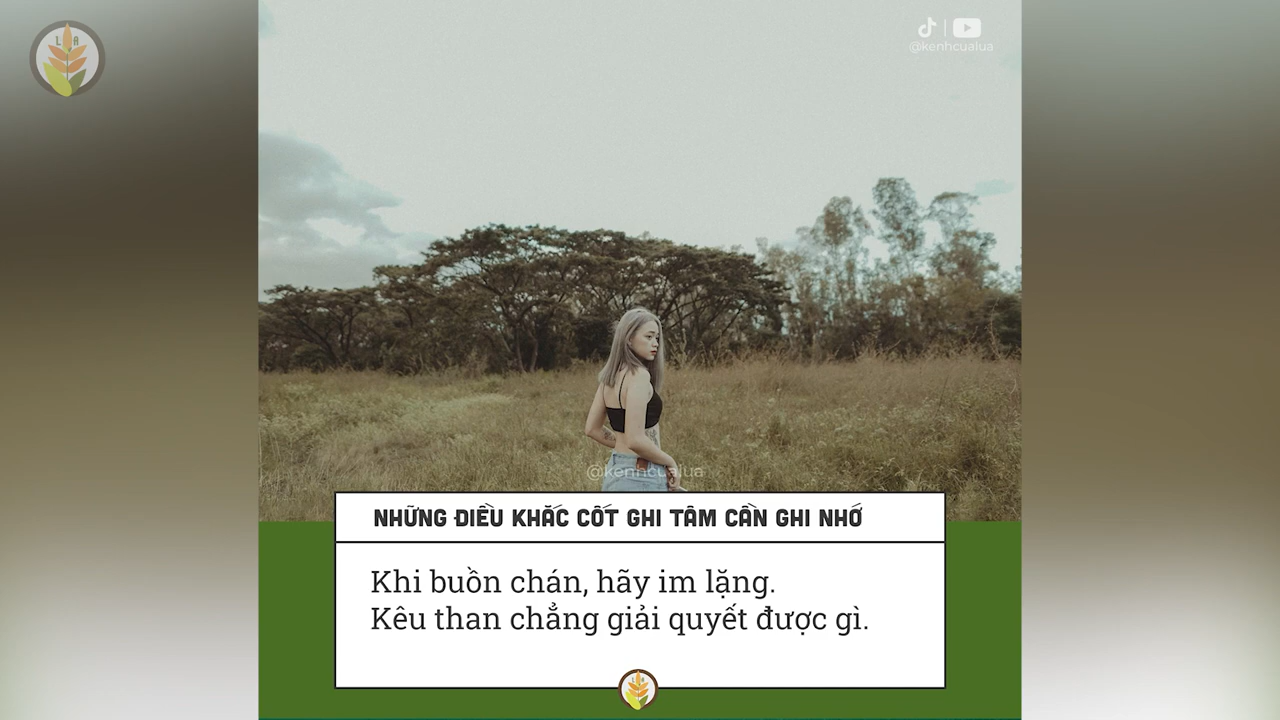 L A
@kenhcualua
@kenhcualua
NHỮNG ĐIỀU KHẮC CỐT GHI TÂM CẦN GHI NHỚ
Khi buồn chán, hãy im lặng.
Kêu than chẳng giải quyết được gì.
L A